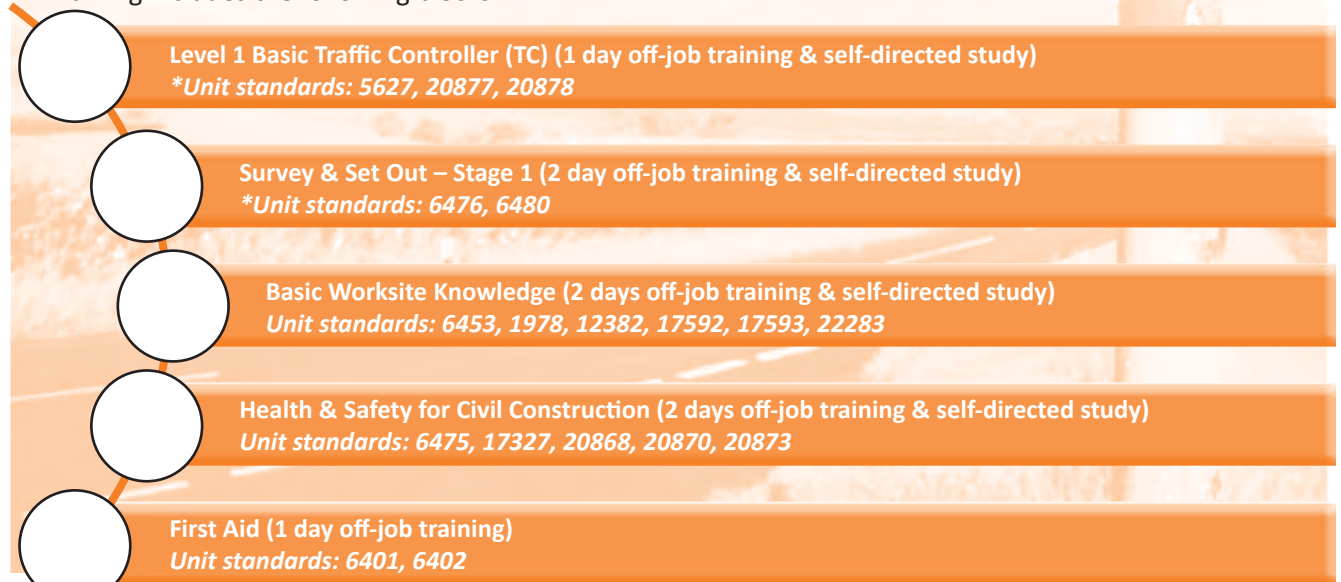 Level 1 Basic Traffic Controller (TC) (1 day off-job training & self-directed study)
*Unit standards: 5627, 20877, 20878
Survey & Set Out – Stage 1 (2 day off-job training & self-directed study)
*Unit standards: 6476, 6480
Basic Worksite Knowledge (2 days off-job training & self-directed study)
Unit standards: 6453, 1978, 12382, 17592, 17593, 22283
Health & Safety for Civil Construction (2 days off-job training & self-directed study)
Unit standards: 6475, 17327, 20868, 20870, 20873
First Aid (1 day off-job training)
Unit standards: 6401, 6402